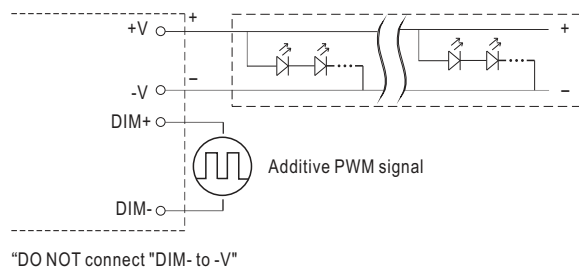 +V
+
+
-V
−
−
DIM+
Additive PWM signal
DIM-
“DO NOT connect "DIM- to -V"